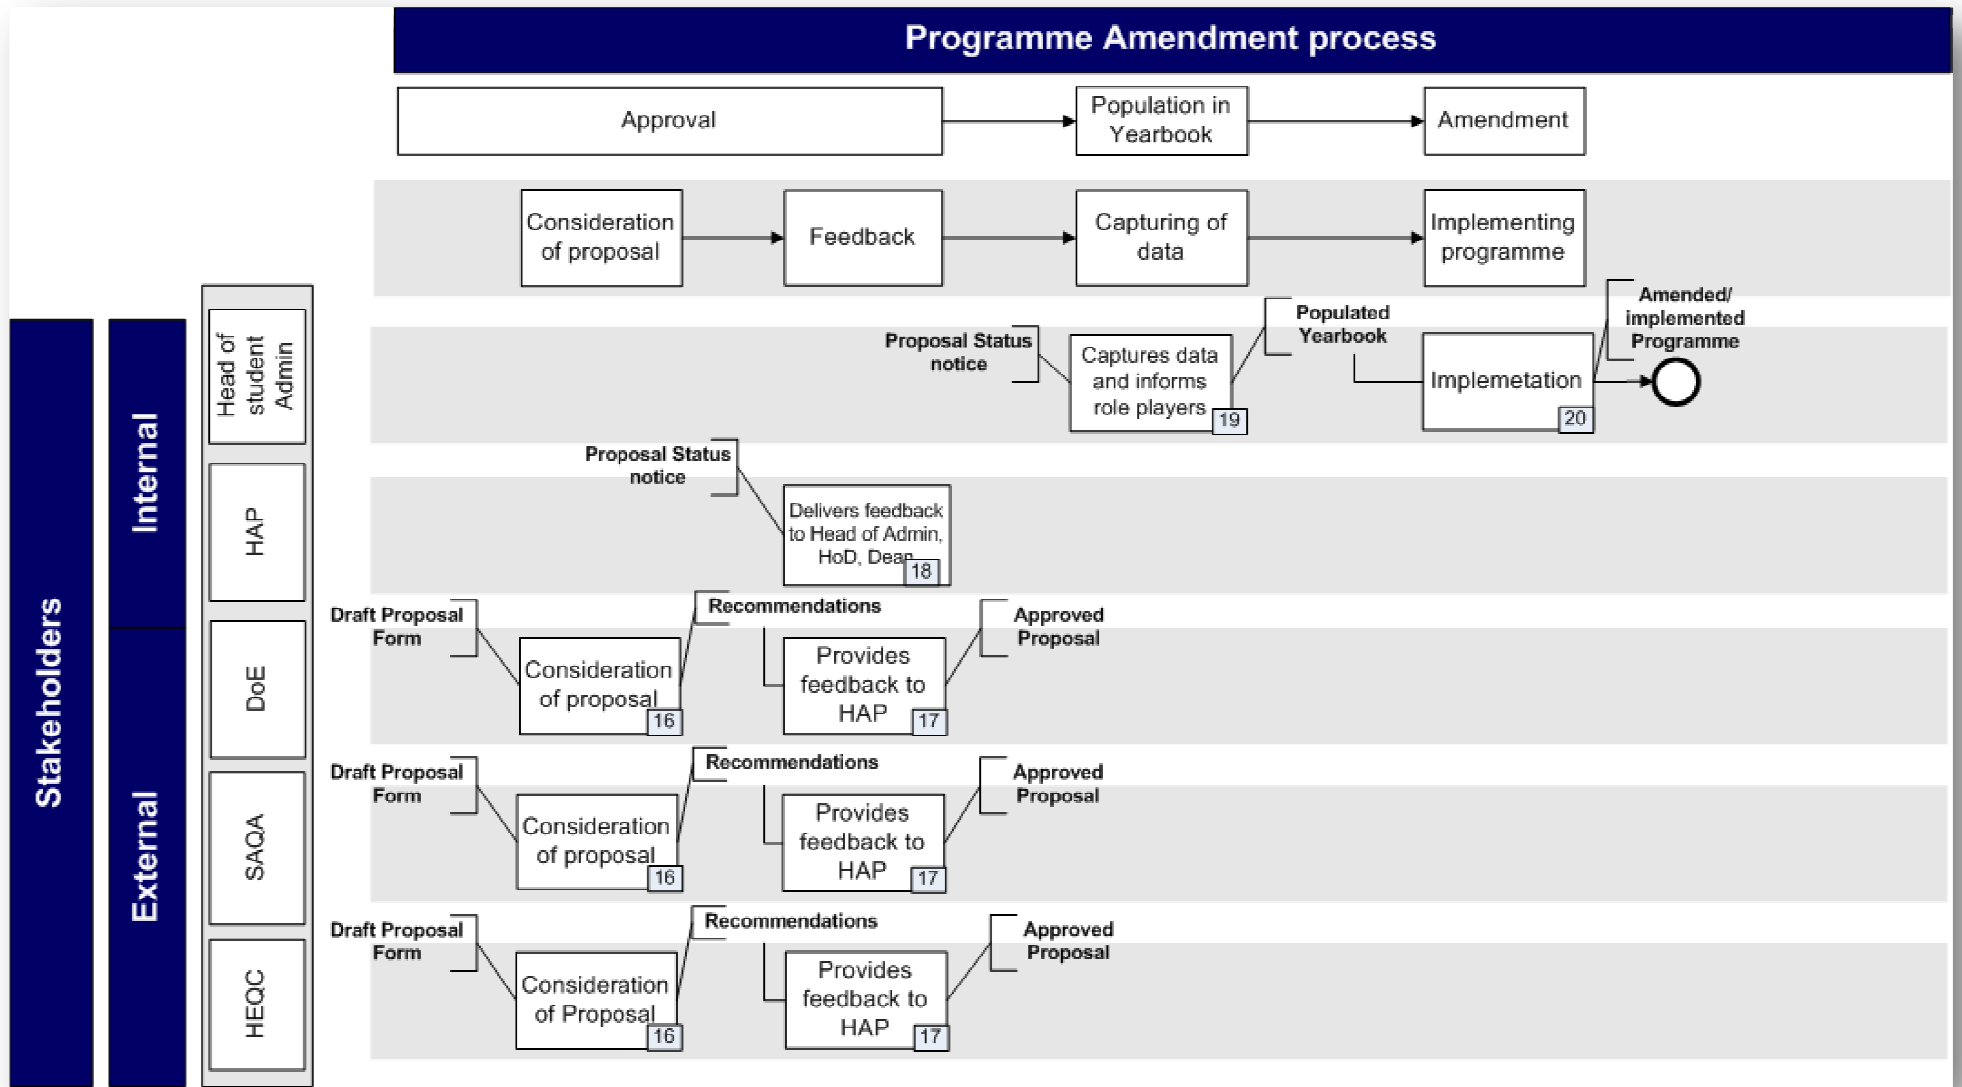 Programme Amendment process
Approval
Population in
Yearbook
Amendment
Consideration
of proposal
Feedback
Capturing of
data
Implementing
programme
Stakeholders
Internal
External
Head of
student
Admin
Proposal Status
notice
Captures data
and informs
role players
19
Populated
Yearbook
Implemetation
20
Amended/
implemented
Programme
HAP
Proposal Status
notice
Delivers feedback
to Head of Admin,
HoD, Dean
18
DoE
Draft Proposal
Form
Consideration
of proposal
16
Recommendations
Provides
feedback to
HAP
17
Approved
Proposal
SAQA
Draft Proposal
Form
Consideration
of proposal
16
Recommendations
Provides
feedback to
HAP
17
Approved
Proposal
HEQC
Draft Proposal
Form
Consideration
of Proposal
16
Recommendations
Provides
feedback to
HAP
17
Approved
Proposal